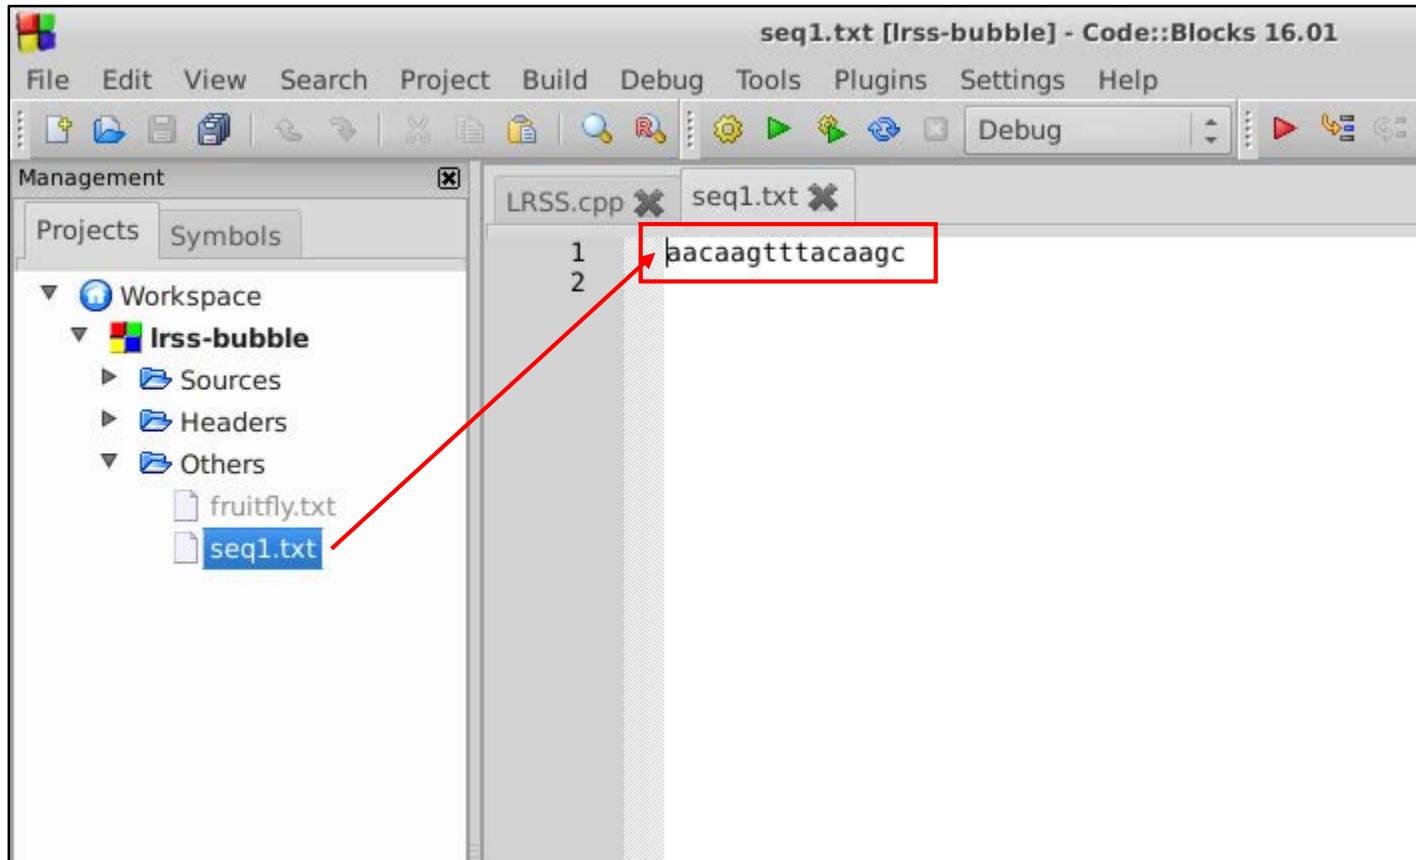 seq1.txt [lrss-bubble] - Code::Blocks 16.01
File Edit View Search Project Build Debug Tools Plugins Settings Help
Debug
Management
Projects Symbols
Workspace
lrss-bubble
Sources
Headers
Others
fruitfly.txt
seq1.txt
LRSS.cpp seq1.txt
1 aacaagtttacaagc
2